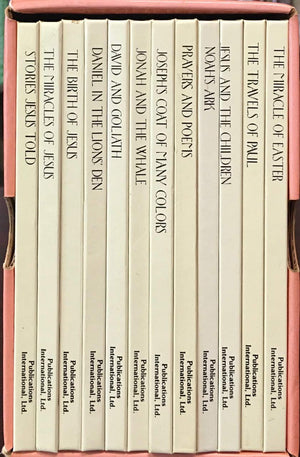 STORIES JESUS TOLD
Publications
International, Ltd.
THE MIRACLES OF JESUS
Publications
International, Ltd.
THE BIRTH OF JESUS
Publications
International, Ltd.
DANIEL IN THE LIONS' DEN
Publications
International, Ltd.
DAVID AND GOLIATH
Publications
International, Ltd.
JONAH AND THE WHALE
Publications
International, Ltd.
JOSEPH'S COAT OF MANY COLORS
Publications
International, Ltd.
PRAYERS AND POEMS
Publications
International, Ltd.
NOAH'S ARK
Publications
International, Ltd.
JESUS AND THE CHILDREN
Publications
International, Ltd.
THE TRAVELS OF PAUL
Publications
International, Ltd.
THE MIRACLE OF EASTER
Publications
International, Ltd.